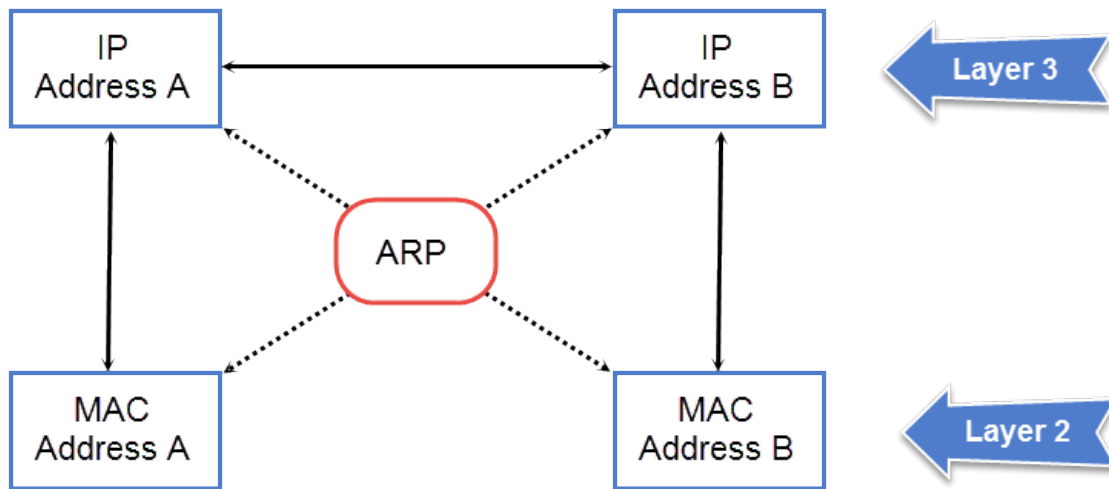 IP
Address A
IP
Address B
Layer 3
ARP
MAC
Address A
MAC
Address B
Layer 2